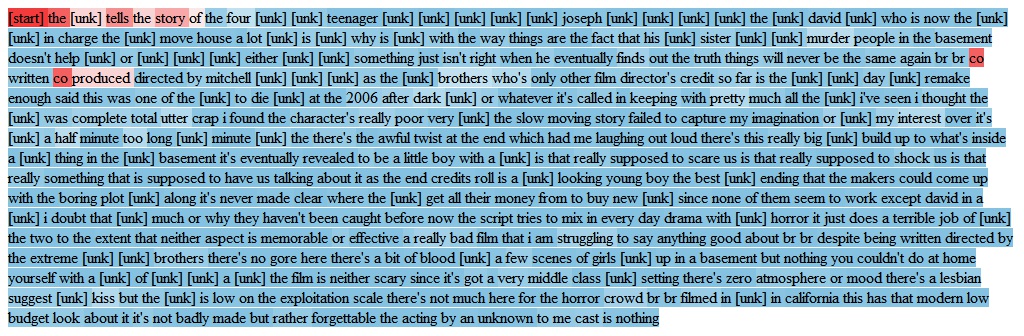 [start] the [unk] tells the story of the four [unk] [unk] teenager [unk] [unk] [unk] [unk] [unk] joseph [unk] [unk] [unk] [unk] the [unk] david [unk] who is now the [unk]
[unk] in charge the [unk] move house a lot [unk] is [unk] why is [unk] with the way things are the fact that his [unk] sister [unk] [unk] murder people in the basement
doesn't help [unk] or [unk] [unk] either [unk] [unk] something just isn't right when he eventually finds out the truth things will never be the same again br br co
written co produced directed by mitchell [unk] [unk] [unk] as the [unk] brothers who's only other film director's credit so far is the [unk] [unk] day [unk] remake
enough said this was one of the [unk] to die [unk] at the 2006 after dark [unk] or whatever it's called in keeping with pretty much all the [unk] i've seen i thought the
[unk] was complete total utter crap i found the character's really poor very [unk] the slow moving story failed to capture my imagination or [unk] my interest over it's
[unk] a half minute too long [unk] minute [unk] the there's the awful twist at the end which had me laughing out loud there's this really big [unk] build up to what's inside
a [unk] thing in the [unk] basement it's eventually revealed to be a little boy with a [unk] is that really supposed to scare us is that really supposed to shock us is that
really something that is supposed to have us talking about it as the end credits roll is a [unk] looking young boy the best [unk] ending that the makers could come up
with the boring plot [unk] along it's never made clear where the [unk] get all their money from to buy new [unk] since none of them seem to work except david in a
[unk] i doubt that [unk] much or why they haven't been caught before now the script tries to mix in every day drama with [unk] horror it just does a terrible job of [unk]
the two to the extent that neither aspect is memorable or effective a really bad film that i am struggling to say anything good about br br despite being written directed by
the extreme [unk] [unk] brothers there's no gore here there's a bit of blood [unk] a few scenes of girls [unk] up in a basement but nothing you couldn't do at home
yourself with a [unk] of [unk] [unk] a [unk] the film is neither scary since it's got a very middle class [unk] setting there's zero atmosphere or mood there's a lesbian
suggest [unk] kiss but the [unk] is low on the exploitation scale there's not much here for the horror crowd br br filmed in [unk] in california this has that modern low
budget look about it it's not badly made but rather forgettable the acting by an unknown to me cast is nothing